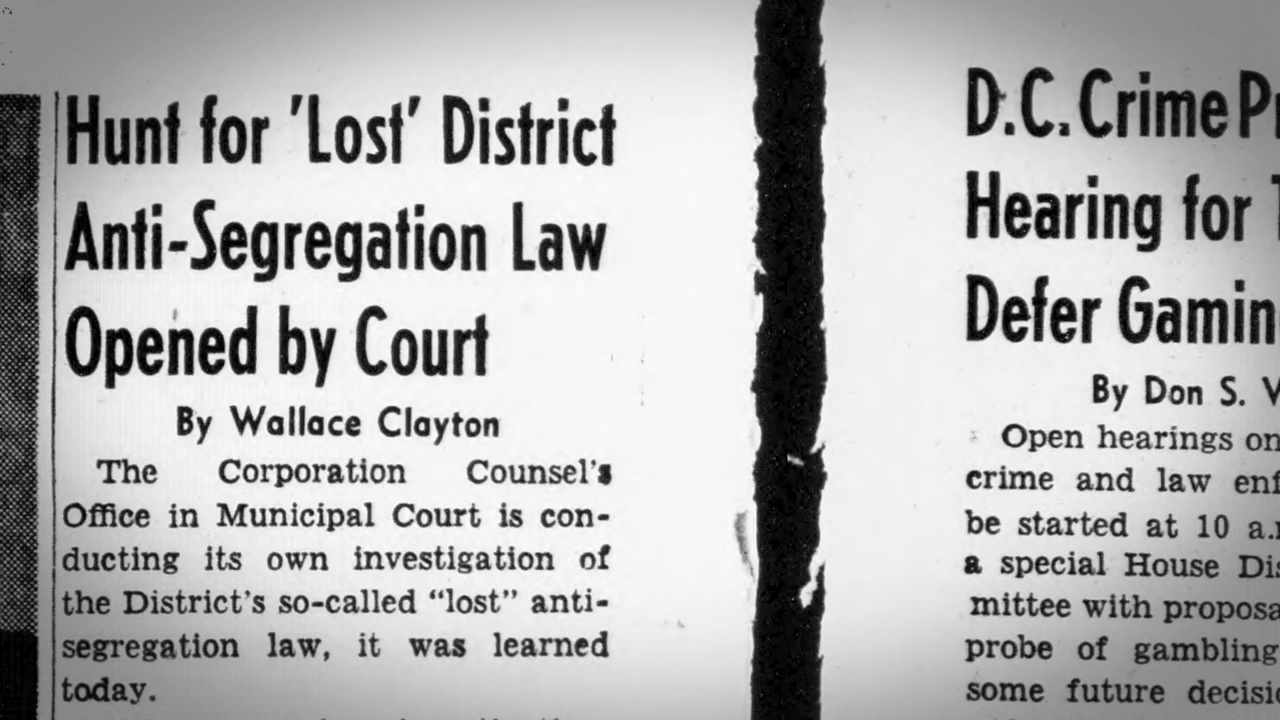 Hunt for 'Lost' District
Anti-Segregation Law
Opened by Court
By Wallace Clayton
The Corporation Counsel's
Office in Municipal Court is con-
ducting its own investigation of
the District's so-called "lost" anti-
segregation law, it was learned
today.
D.C. Crime
Hearing for
Defer
By Don S.
Open hearings on
crime and law
be started at 10
a special House
mittee with
probe of gambling
some future